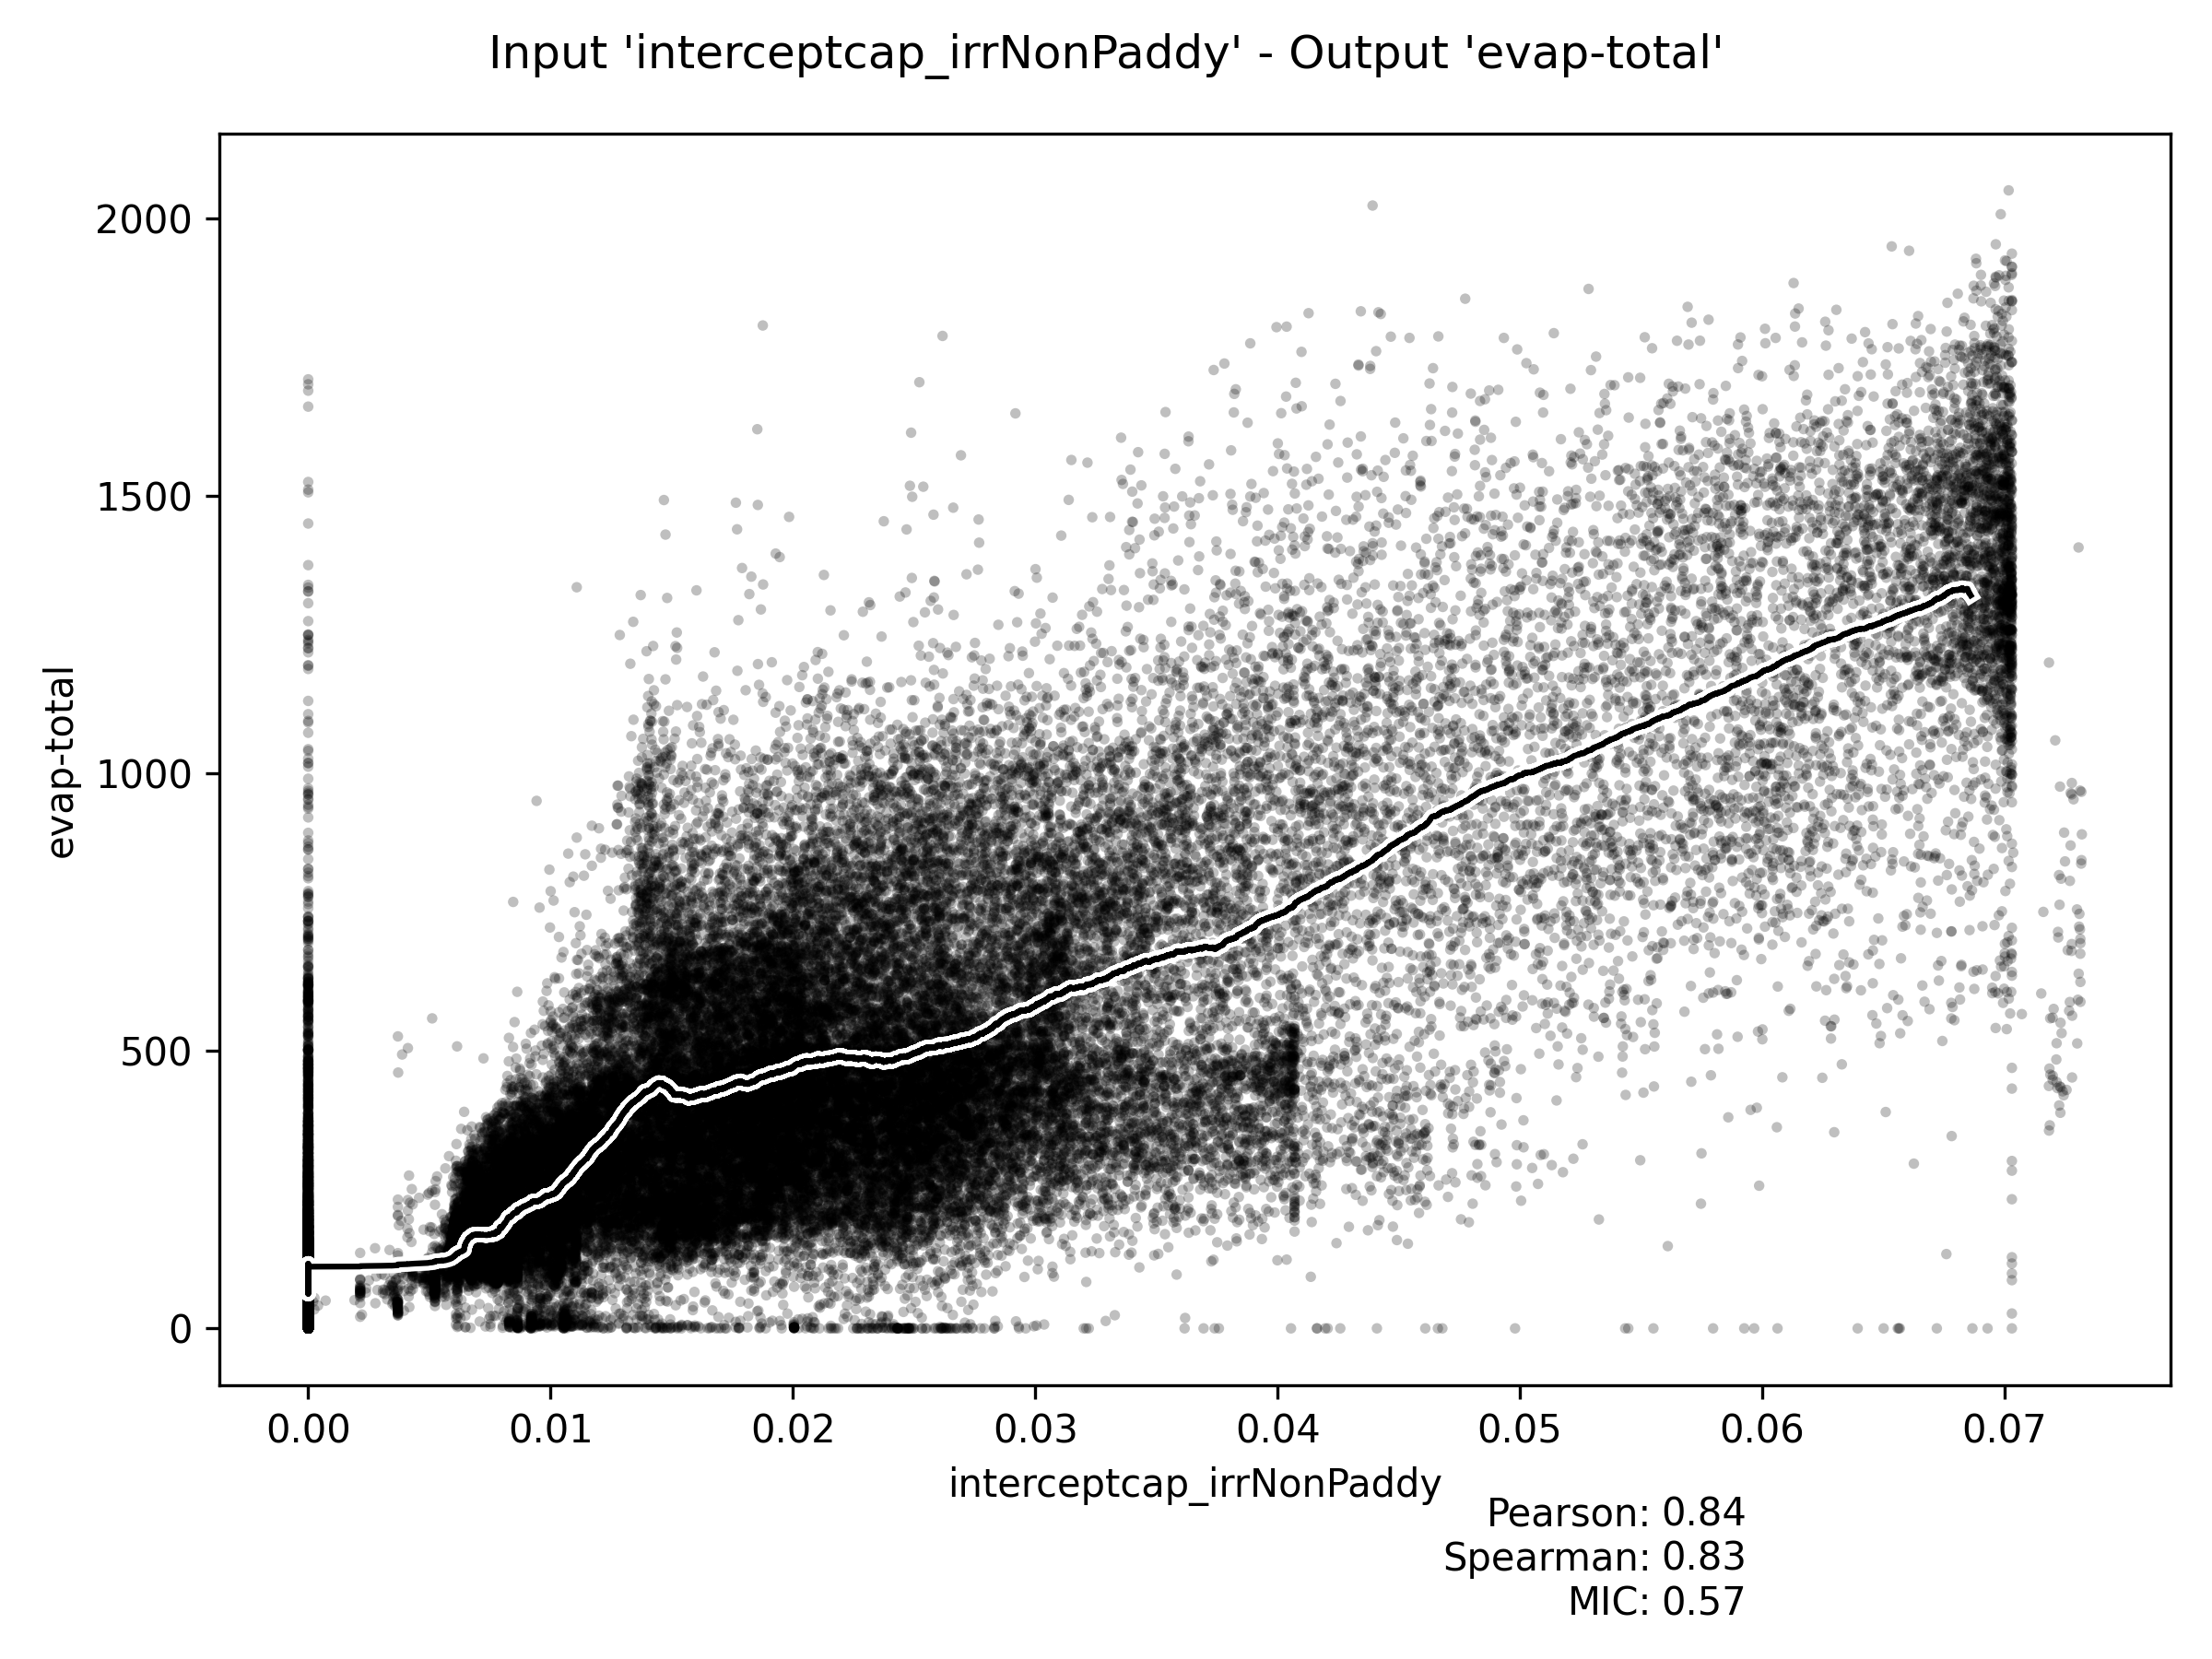 Input 'interceptcap_irrNonPaddy' - Output 'evap-total'
2000
1500
1000
500
0
evap-total
0.00 0.01 0.02 0.03 0.04 0.05 0.06 0.07
interceptcap_irrNonPaddy
Pearson: 0.84
Spearman: 0.83
MIC: 0.57